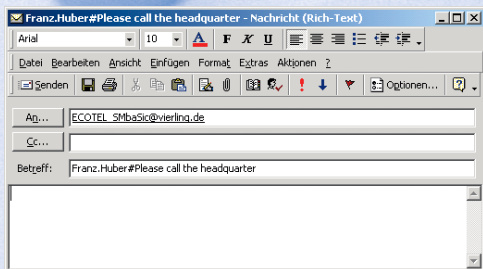 Franz.Huber#Please call the headquarter - Nachricht (Rich-Text)
Arial 10 A F K U
Datei Bearbeiten Ansicht Einfügen Format Extras Aktionen ?
Senden Optionen...
An... ECOTEL_SMbaSic@vierling.de
Cc...
Betreff: Franz.Huber#Please call the headquarter